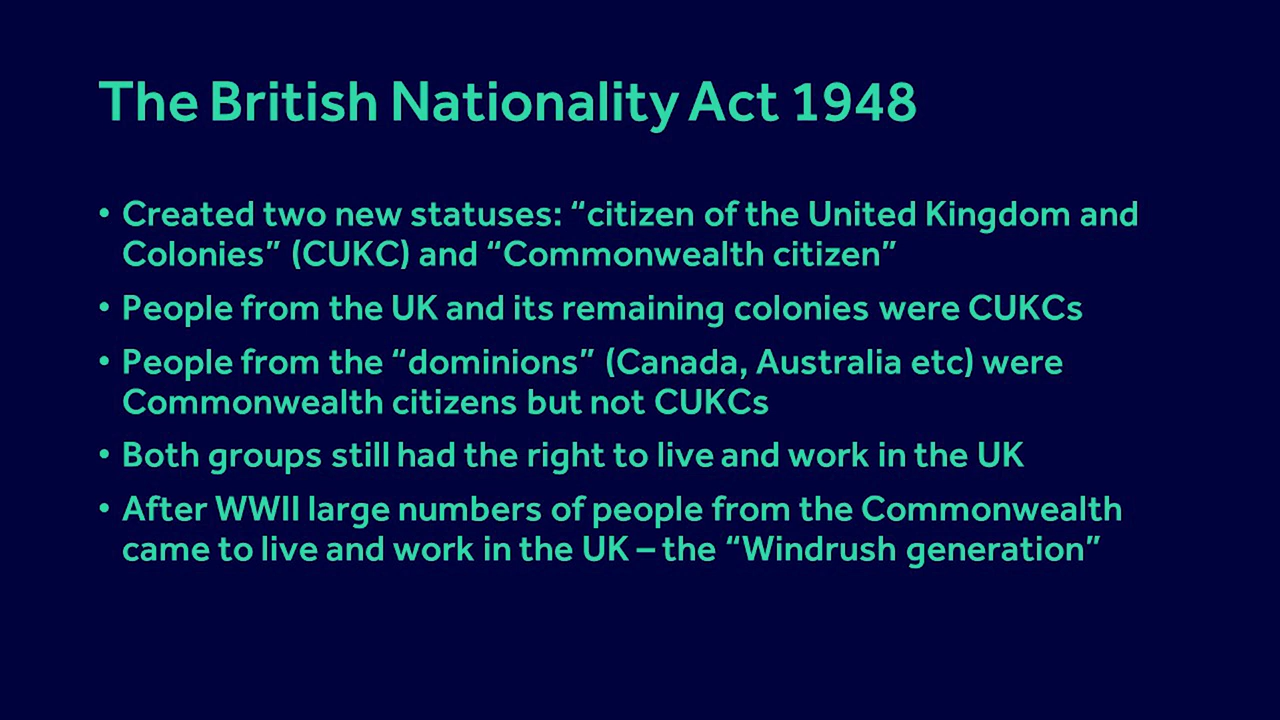 The British Nationality Act 1948
• Created two new statuses: “citizen of the United Kingdom and
Colonies” (CUKC) and “Commonwealth citizen”
• People from the UK and its remaining colonies were CUKCs
• People from the “dominions” (Canada, Australia etc) were
Commonwealth citizens but not CUKCs
• Both groups still had the right to live and work in the UK
• After WWII large numbers of people from the Commonwealth
came to live and work in the UK – the “Windrush generation”